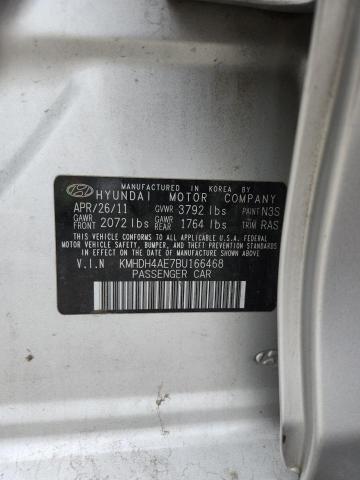 MANUFACTURED IN KOREA BY
HYUNDAI MOTOR COMPANY
APR/26/11 GVWR 3792 lbs PAINT N3S
GAWR FRONT 2072 lbs GAWR REAR 1764 lbs TRIM RAS
THIS VEHICLE CONFORMS TO ALL APPLICABLE U.S.A. FEDERAL
MOTOR VEHICLE SAFETY, BUMPER, AND THEFT PREVENTION
STANDARDS IN EFFECT ON THE DATE OF MANUFACTURE SHOWN ABOVE.
V.I.N KMHDH4AE7BU166468
PASSENGER CAR